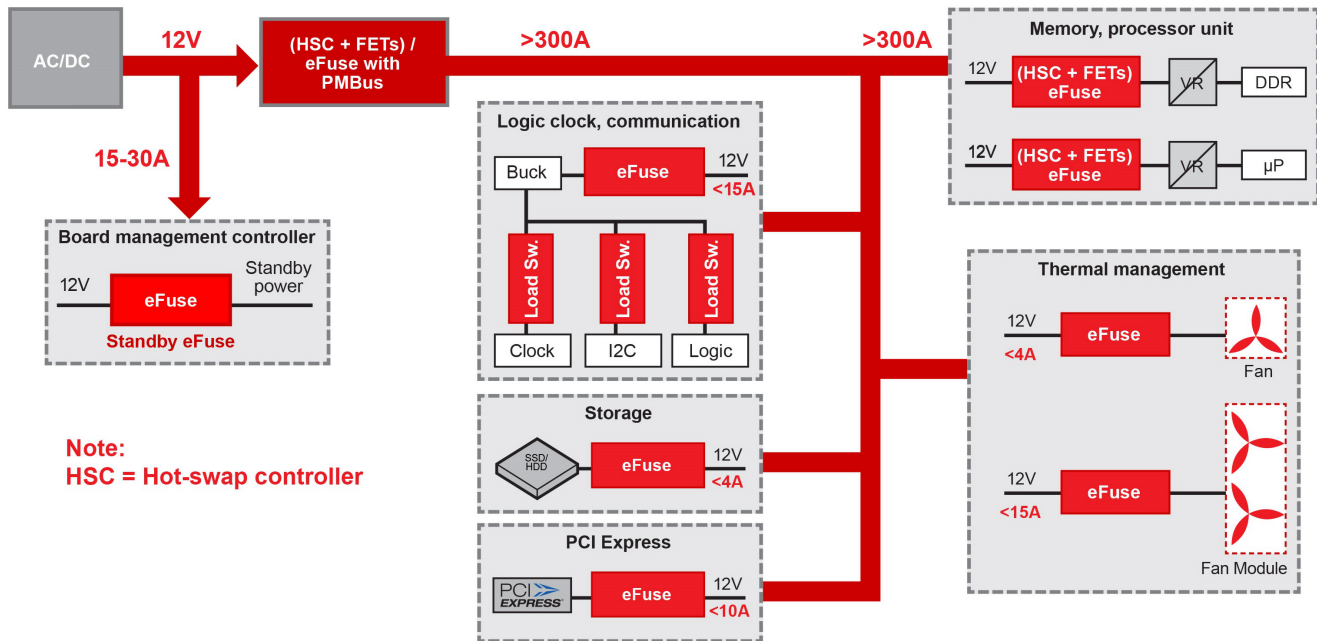 AC/DC
12V
(HSC + FETs) /
eFuse with
PMBus
>300A
>300A
15-30A
Board management controller
12V
eFuse
Standby
power
Standby eFuse
Note:
HSC = Hot-swap controller
Logic clock, communication
Buck
eFuse
12V
<15A
Load Sw.
Load Sw.
Load Sw.
Clock
I2C
Logic
Storage
SSD/
HDD
eFuse
12V
<4A
PCI Express
PCI
EXPRESS
eFuse
12V
<10A
Memory, processor unit
12V
(HSC + FETs)
eFuse
VR
DDR
12V
(HSC + FETs)
eFuse
VR
µP
Thermal management
12V
<4A
eFuse
Fan
12V
<15A
eFuse
Fan Module